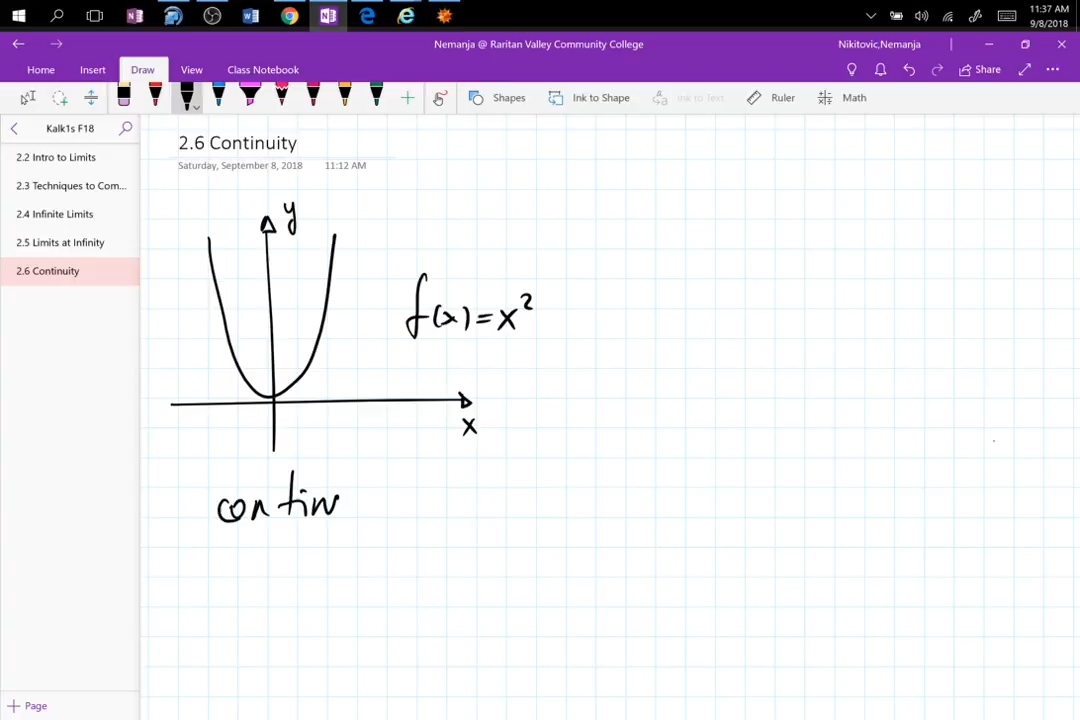 11:37 AM
9/8/2018
Nemanja @ Raritan Valley Community College
Nikitovic,Nemanja
Home Insert Draw View Class Notebook
Share
Shapes Ink to Shape Ink to Text Ruler Math
Kalk1s F18
2.2 Intro to Limits
2.3 Techniques to Com...
2.4 Infinite Limits
2.5 Limits at Infinity
2.6 Continuity
Page
2.6 Continuity
Saturday, September 8, 2018 11:12 AM
y
f(x)=x²
x
contin